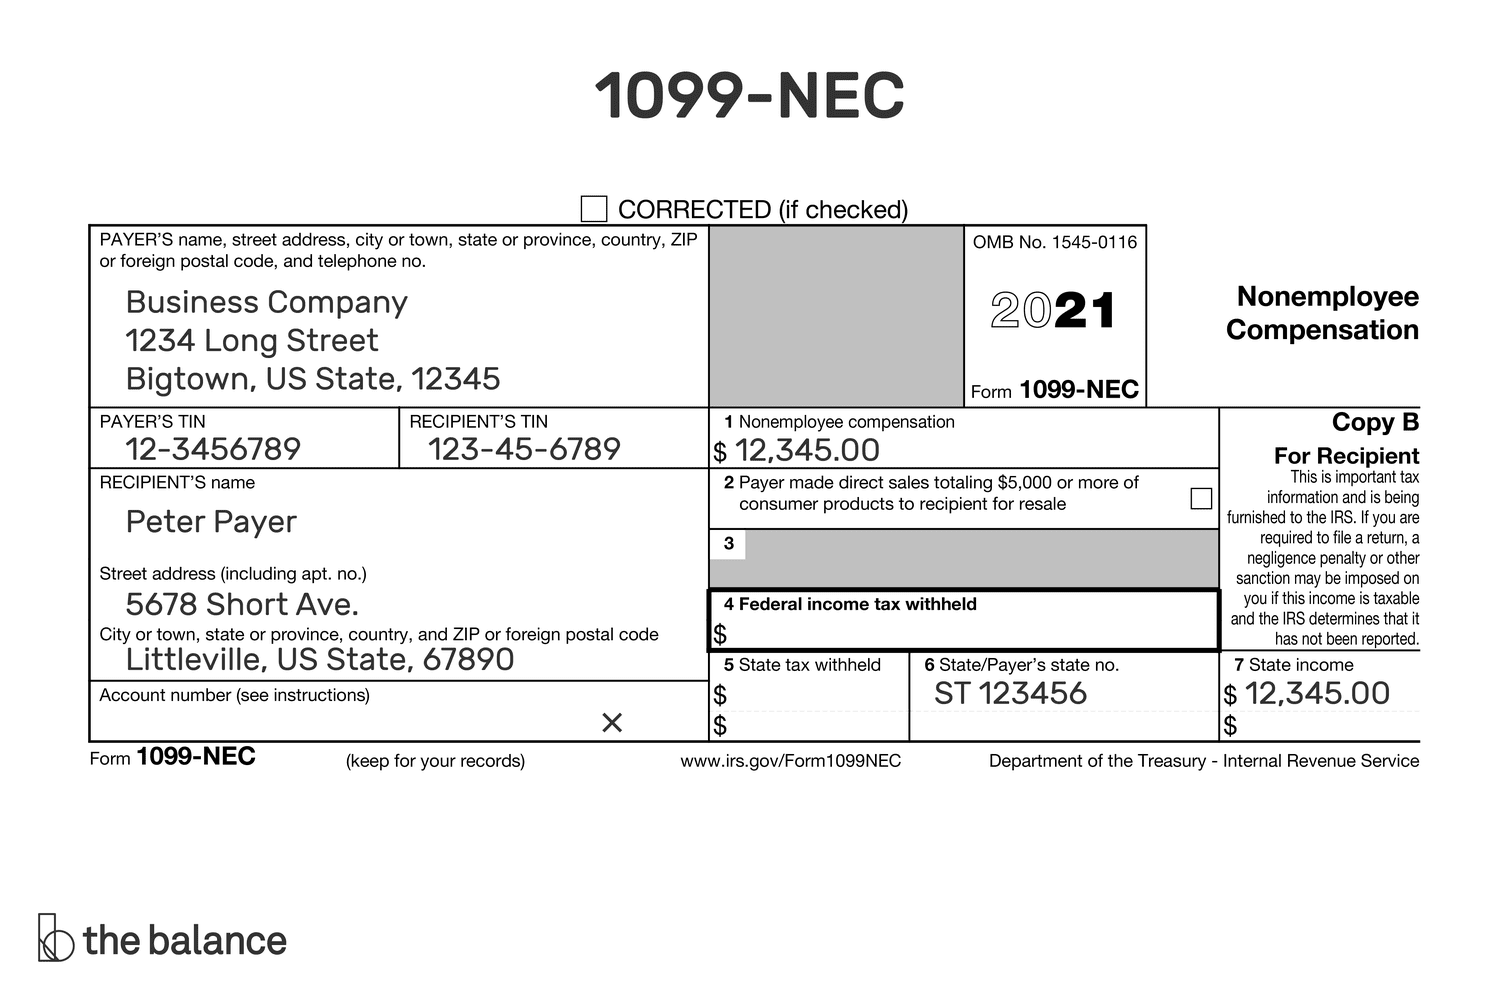 1099-NEC
CORRECTED (if checked)
PAYER'S name, street address, city or town, state or province, country, ZIP
or foreign postal code, and telephone no.
Business Company
1234 Long Street
Bigtown, US State, 12345
OMB No. 1545-0116
2021
Form 1099-NEC
Nonemployee
Compensation
PAYER'S TIN
12-3456789
RECIPIENT'S TIN
123-45-6789
1 Nonemployee compensation
$ 12,345.00
Copy B
For Recipient
This is important tax
information and is being
furnished to the IRS. If you are
required to file a return, a
negligence penalty or other
sanction may be imposed on
you if this income is taxable
and the IRS determines that it
has not been reported.
RECIPIENT'S name
Peter Payer
2 Payer made direct sales totaling $5,000 or more of
consumer products to recipient for resale
3
Street address (including apt. no.)
5678 Short Ave.
4 Federal income tax withheld
$
City or town, state or province, country, and ZIP or foreign postal code
Littleville, US State, 67890
5 State tax withheld
$
$
6 State/Payer's state no.
ST 123456
7 State income
$ 12,345.00
$
Account number (see instructions)
×
Form 1099-NEC
(keep for your records)
www.irs.gov/Form1099NEC
Department of the Treasury - Internal Revenue Service
the balance